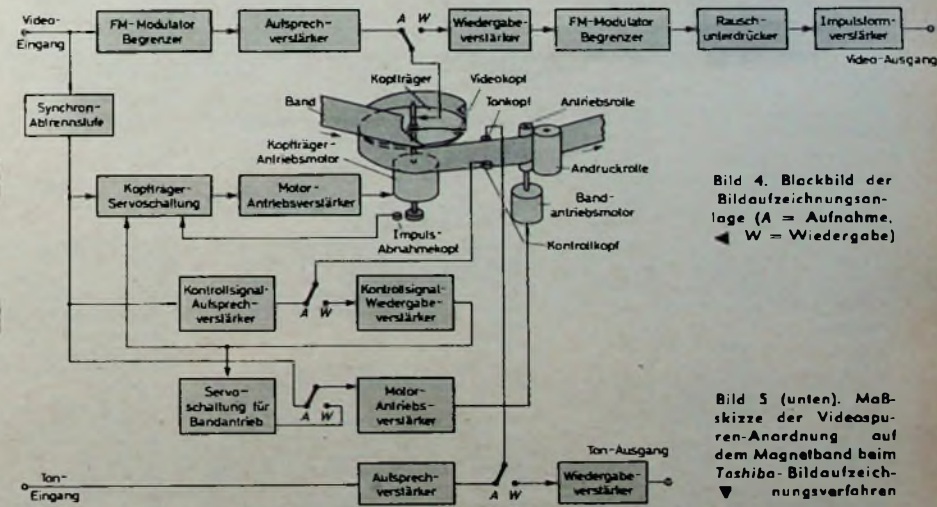 Video-
Eingang
FM-Modulator
Begrenzer
Aufsprech-
verstärker
A W
Wiedergabe-
verstärker
FM-Modulator
Begrenzer
Rausch-
unterdrücker
Impulsform-
verstärker
Video-Ausgang
Synchron-
Abtrennstufe
Band
Kopfträger
Videokopf
Tonkopf
Antriebsrolle
Kopfträger-
Antriebsmotor
Andruckrolle
Kopfträger-
Servoschaltung
Motor-
Antriebsverstärker
Band-
antriebsmotor
Impuls-
Abnahmekopf
Kontrollkopf
Kontrollsignal-
Aufsprech-
verstärker
A W
Kontrollsignal-
Wiedergabe-
verstärker
Servo-
schaltung für
Bandantrieb
A W
Motor-
Antriebs-
verstärker
Ton-
Eingang
Aufsprech-
verstärker
A W
Wiedergabe-
verstärker
Ton-Ausgang
Bild 4. Blockbild der
Bildaufzeichnungsan-
lage (A = Aufnahme,
◄ W = Wiedergabe)
Bild 5 (unten). Maß-
skizze der Videospu-
ren-Anordnung auf
dem Magnetband beim
Toshiba-Bildaufzeich-
▼ nungsverfahren